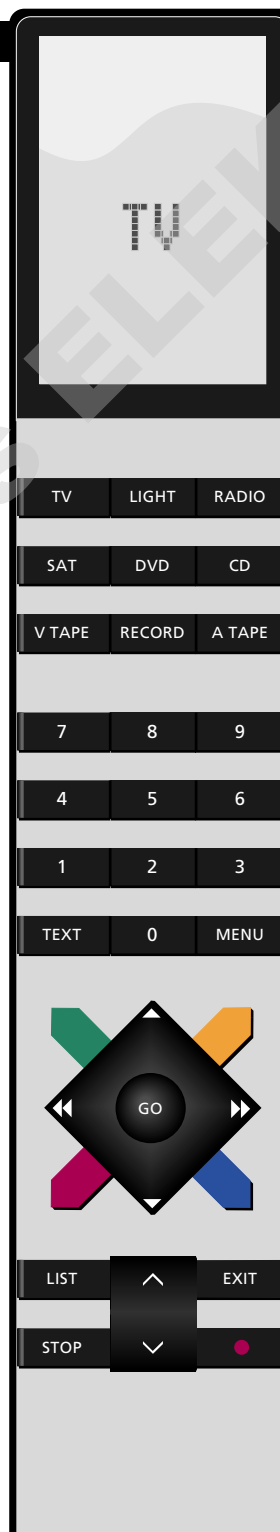 TV
TV LIGHT RADIO
SAT DVD CD
V TAPE RECORD A TAPE
7 8 9
4 5 6
1 2 3
TEXT 0 MENU
GO
LIST EXIT
STOP